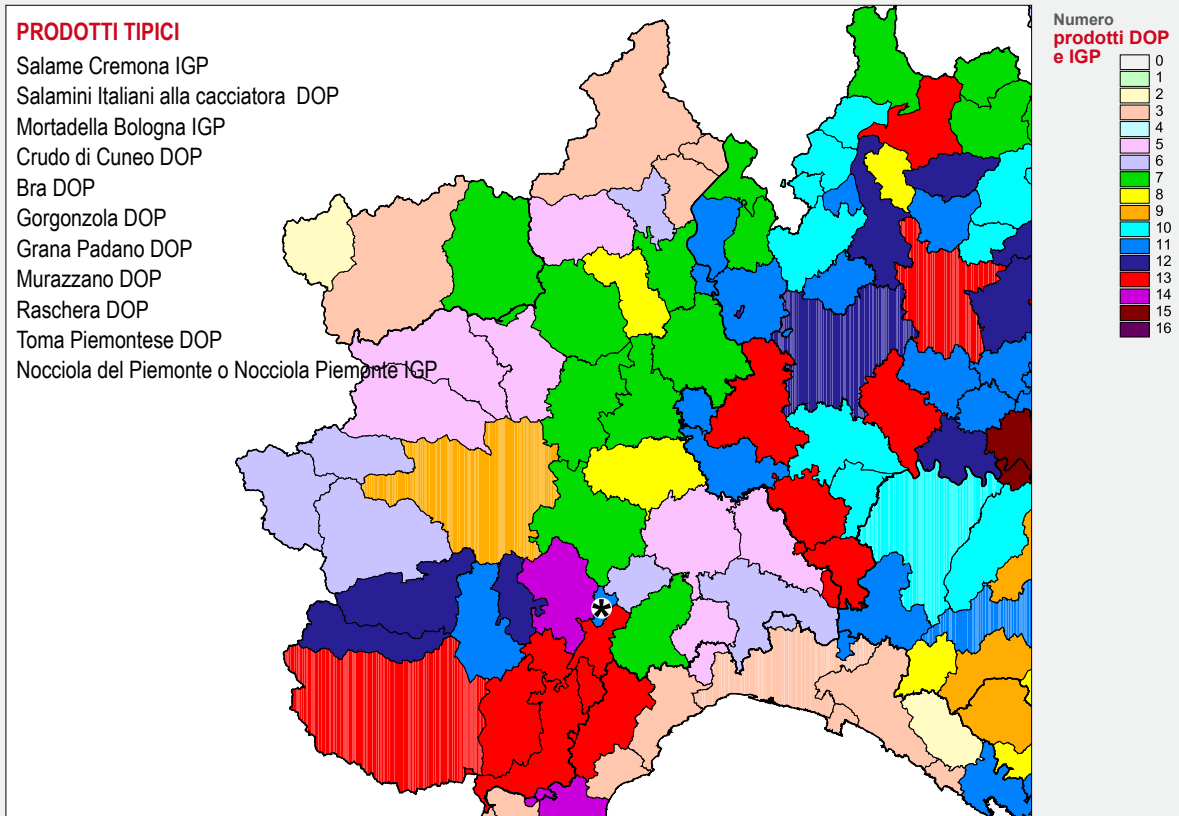 PRODOTTI TIPICI
Salame Cremona IGP
Salamini Italiani alla cacciatora DOP
Mortadella Bologna IGP
Crudo di Cuneo DOP
Bra DOP
Gorgonzola DOP
Grana Padano DOP
Murazzano DOP
Raschera DOP
Toma Piemontese DOP
Nocciola del Piemonte o Nocciola Piemonte IGP
*
Numero
prodotti DOP
e IGP
0
1
2
3
4
5
6
7
8
9
10
11
12
13
14
15
16